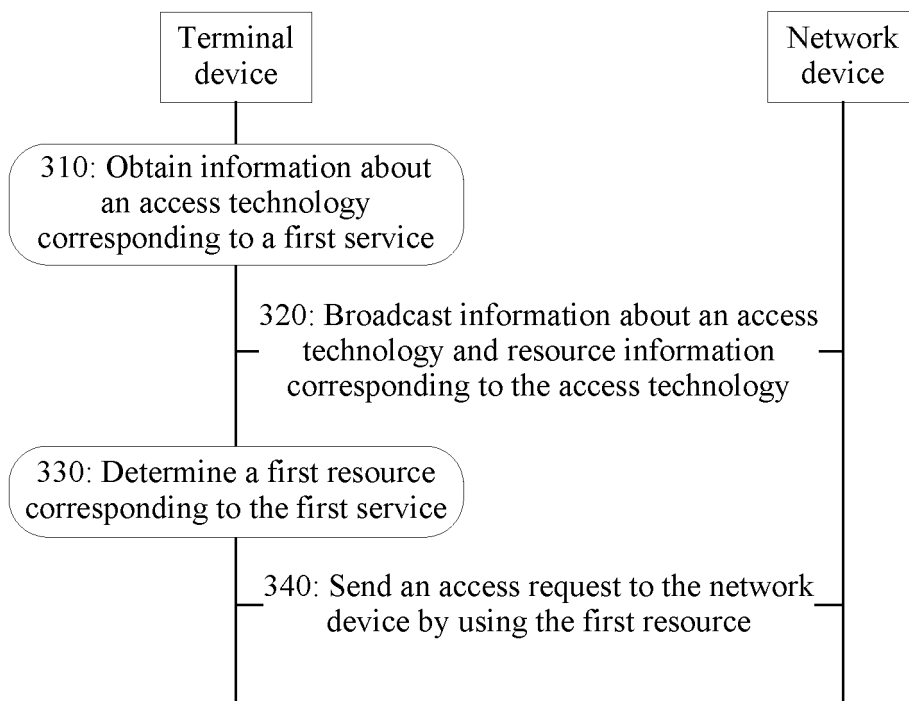 Terminal
device
Network
device
310: Obtain information about
an access technology
corresponding to a first service
320: Broadcast information about an access
technology and resource information
corresponding to the access technology
330: Determine a first resource
corresponding to the first service
340: Send an access request to the network
device by using the first resource